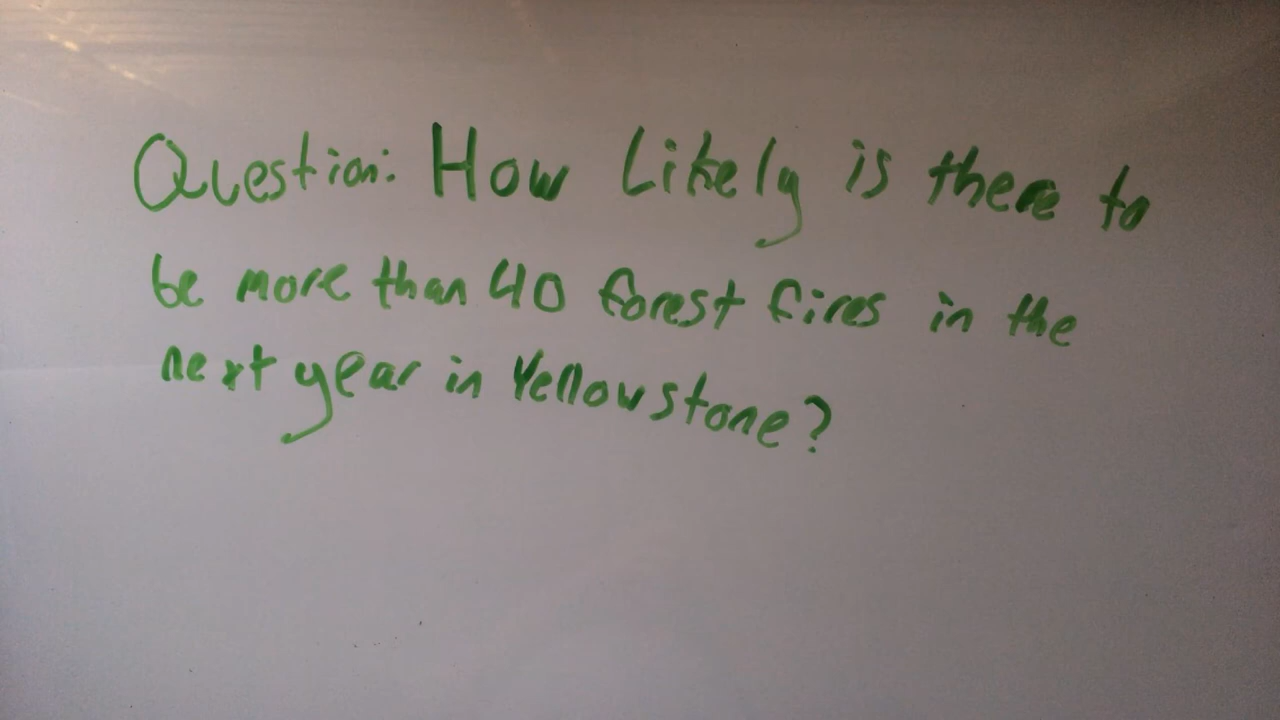 Question: How Likely is there to
be more than 40 forest fires in the
next year in Yellowstone?